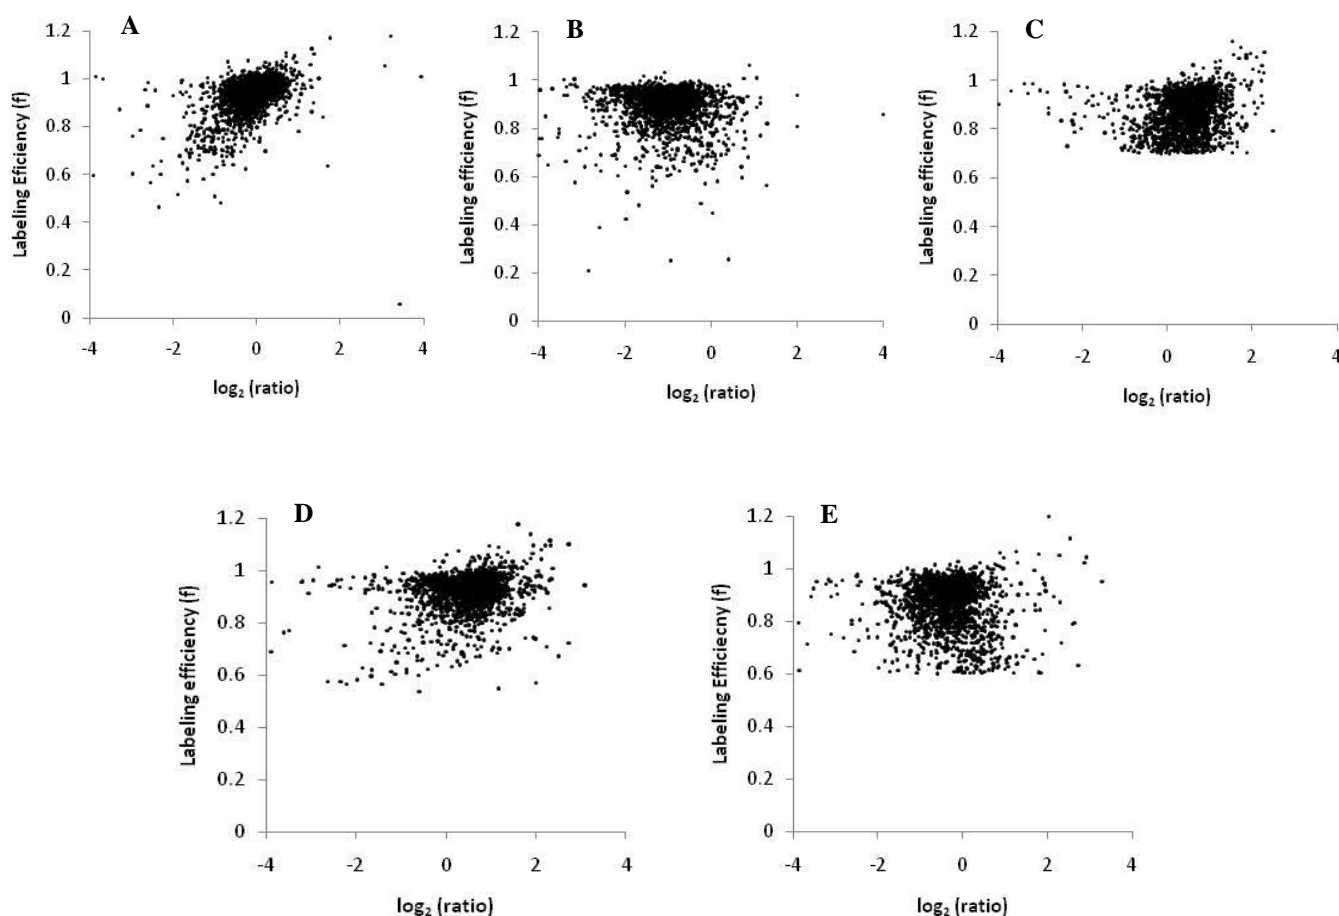 A
1.2
1
0.8
0.6
0.4
0.2
0
-4 -2 0 2 4
Labeling Eficiency (f)
log₂ (ratio)
B
1.2
1
0.8
0.6
0.4
0.2
0
-4 -2 0 2 4
Labeling efficiency (f)
log₂ (ratio)
C
1.2
1
0.8
0.6
0.4
0.2
0
-4 -2 0 2 4
Labeling efficiency (f)
log₂ (ratio)
D
1.2
1
0.8
0.6
0.4
0.2
0
-4 -2 0 2 4
Labeling efficiency (f)
log₂ (ratio)
E
1.2
1
0.8
0.6
0.4
0.2
0
-4 -2 0 2 4
Labeling Efficiecny (f)
log₂ (ratio)